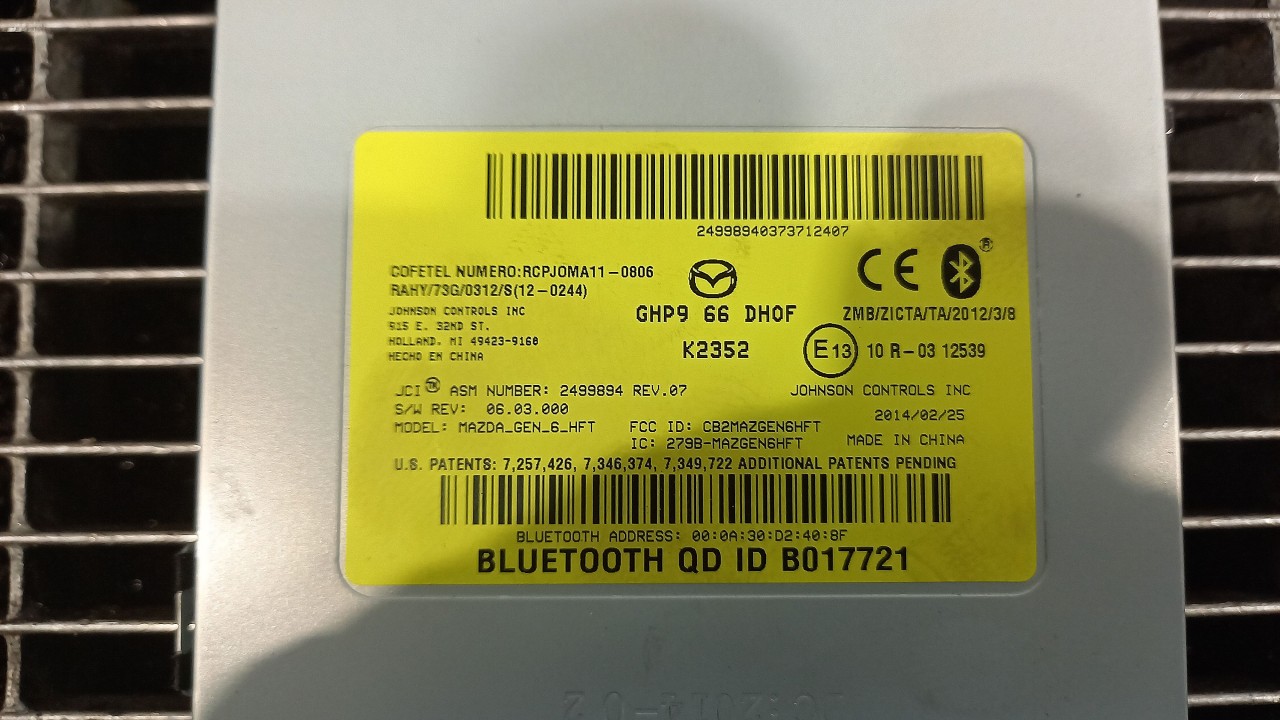 24998940373712407
COFETEL NUMERO:RCPJOMA11-0806
RAHY/73G/0312/S(12-0244)
JOHNSON CONTROLS INC
915 E. 32ND ST.
HOLLAND. MI 49423-9160
HECHO EN CHINA
GHP9 66 DH0F
K2352
CE
®
ZMB/ZICTA/TA/2012/3/8
E13 10 R-03 12539
JCI™ ASM NUMBER: 2499894 REV.07
S/W REV: 06.03.000
MODEL: MAZDA_GEN_6_HFT
FCC ID: CB2MAZGEN6HFT
IC: 279B-MAZGEN6HFT
JOHNSON CONTROLS INC
2014/02/25
MADE IN CHINA
U.S. PATENTS: 7,257,426, 7,346,374, 7,349,722 ADDITIONAL PATENTS PENDING
BLUETOOTH ADDRESS: 00:0A:30:D2:40:8F
BLUETOOTH QD ID B017721